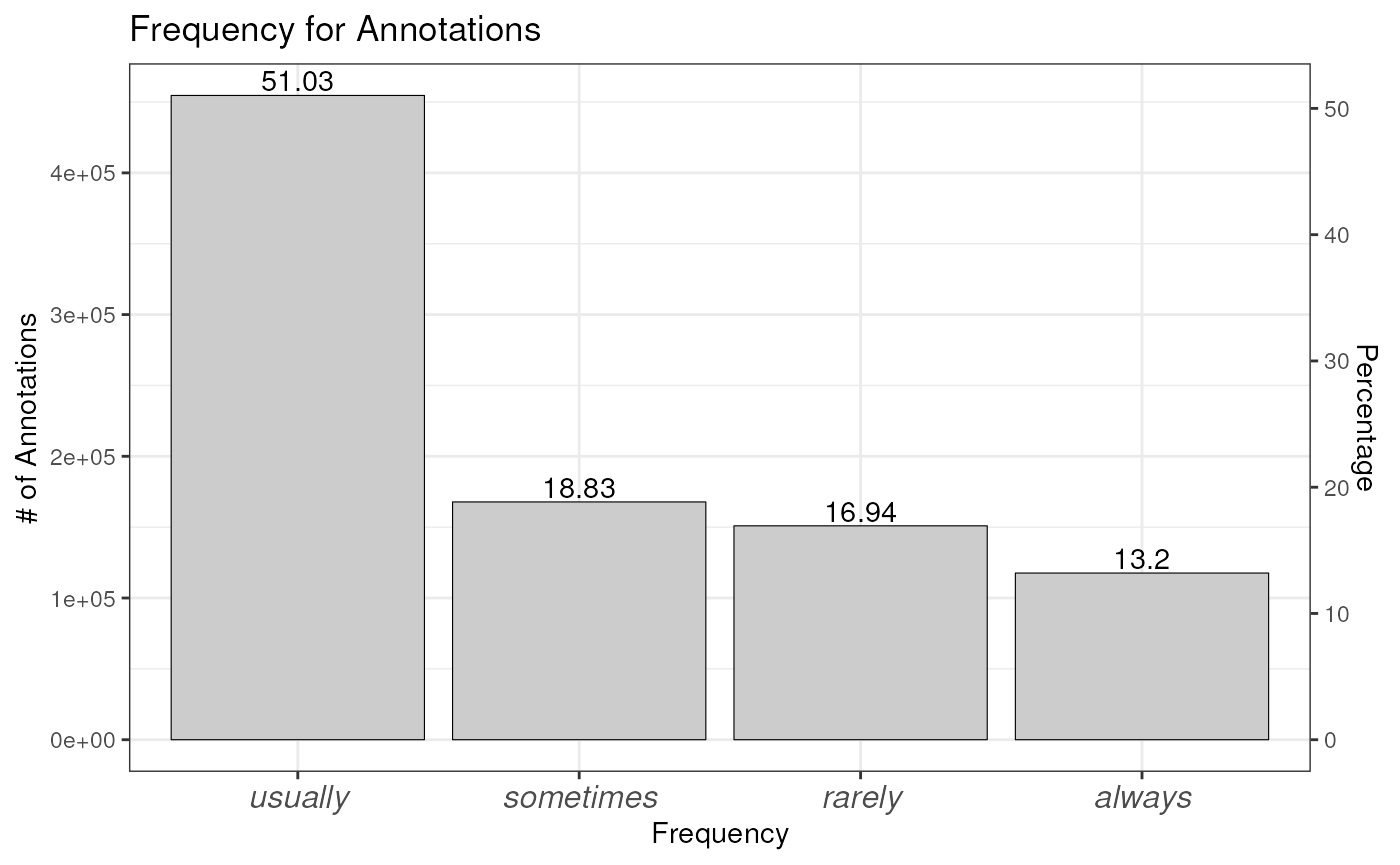 Frequency for Annotations
51.03
18.83
16.94
13.2
4e+05
3e+05
2e+05
1e+05
0e+00
# of Annotations
50
40
30
20
10
0
Percentage
usually
sometimes
rarely
always
Frequency